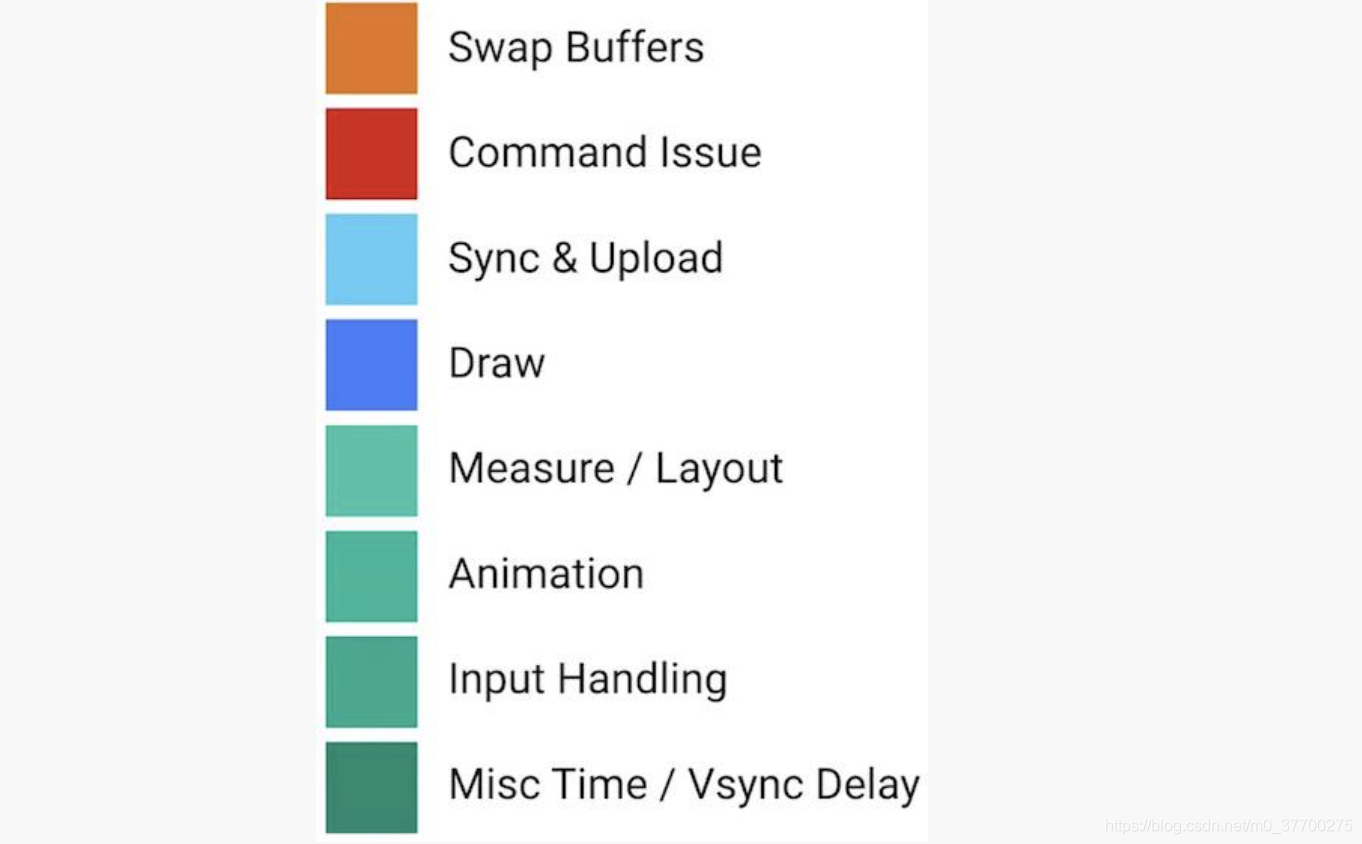 Swap Buffers
Command Issue
Sync & Upload
Draw
Measure / Layout
Animation
Input Handling
Misc Time / Vsync Delay
https://blog.csdn.net/m0_37700275